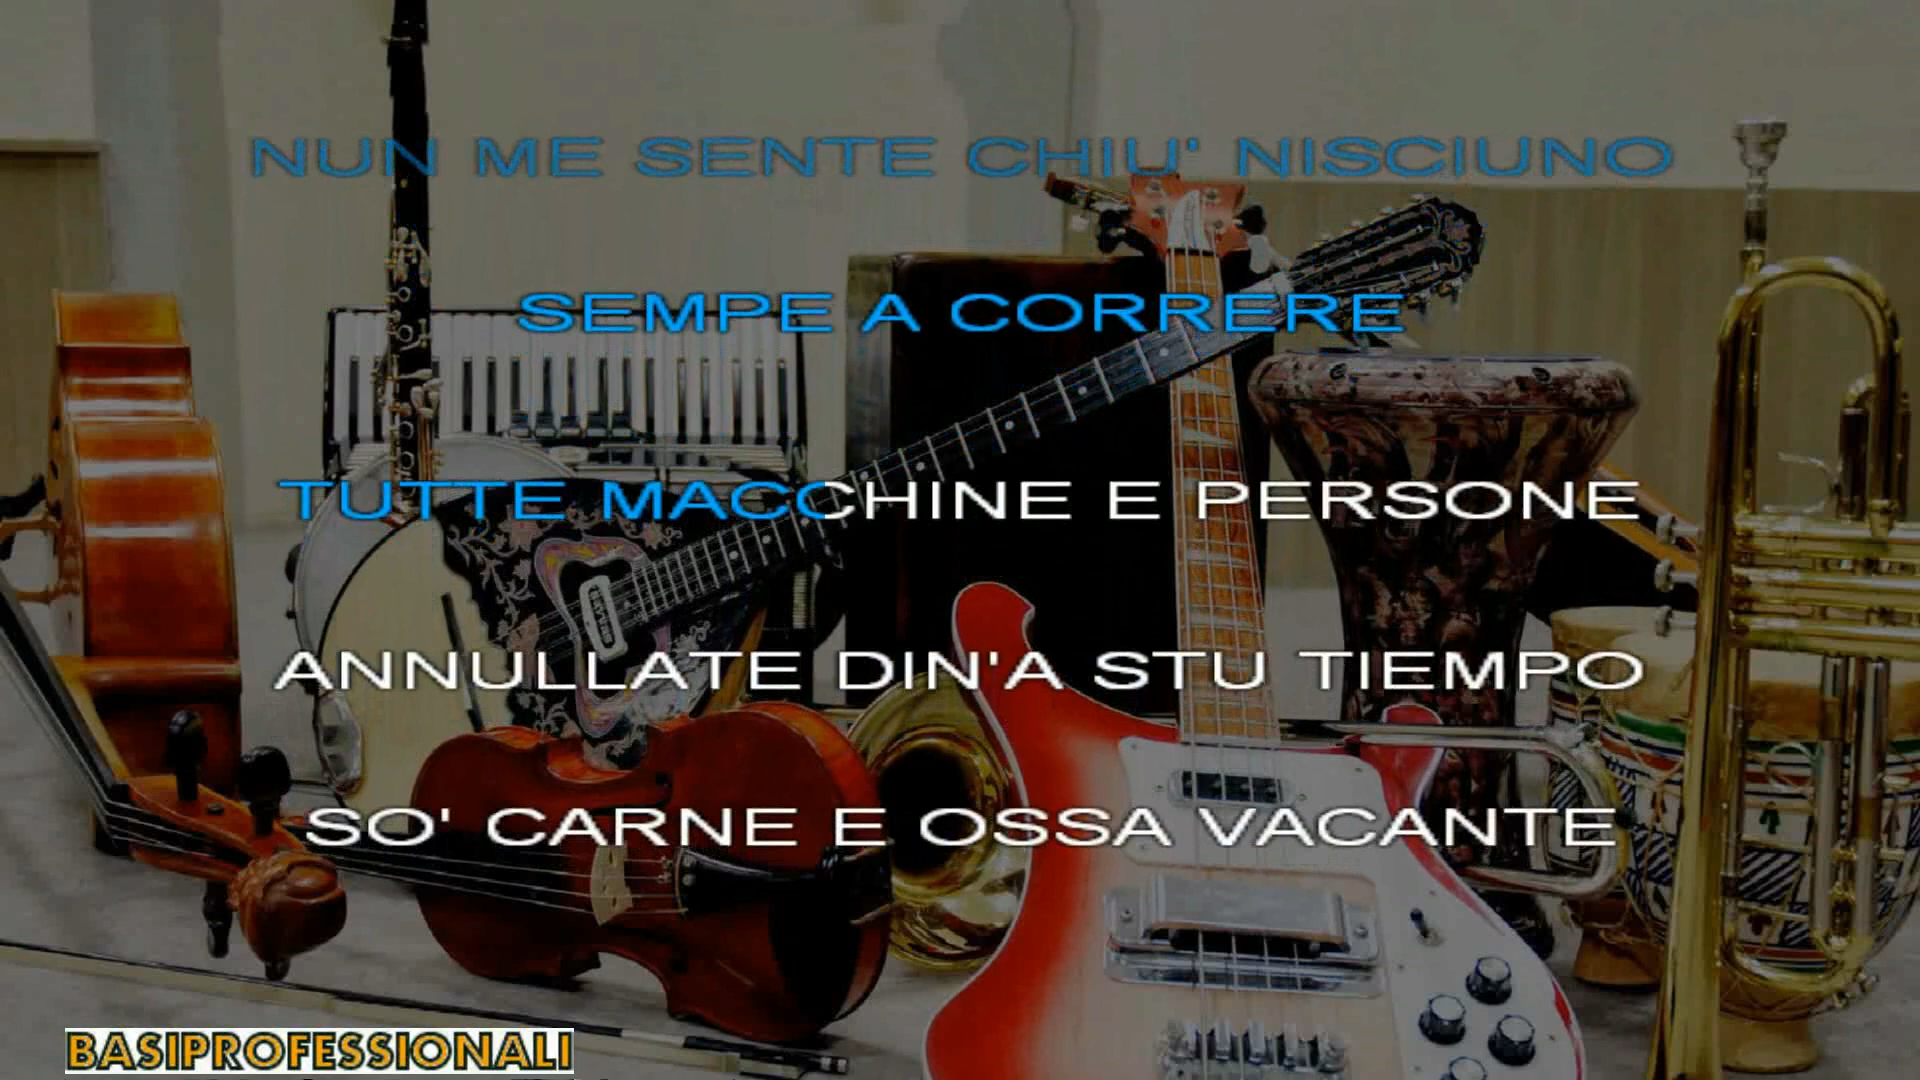 NUN ME SENTE CHIU' NISCIUNO
SEMPE A CORRERE
TUTTE MACCHINE E PERSONE
ANNULLATE DIN'A STU TIEMPO
SO' CARNE E OSSA VACANTE
BASIPROFESSIONALI